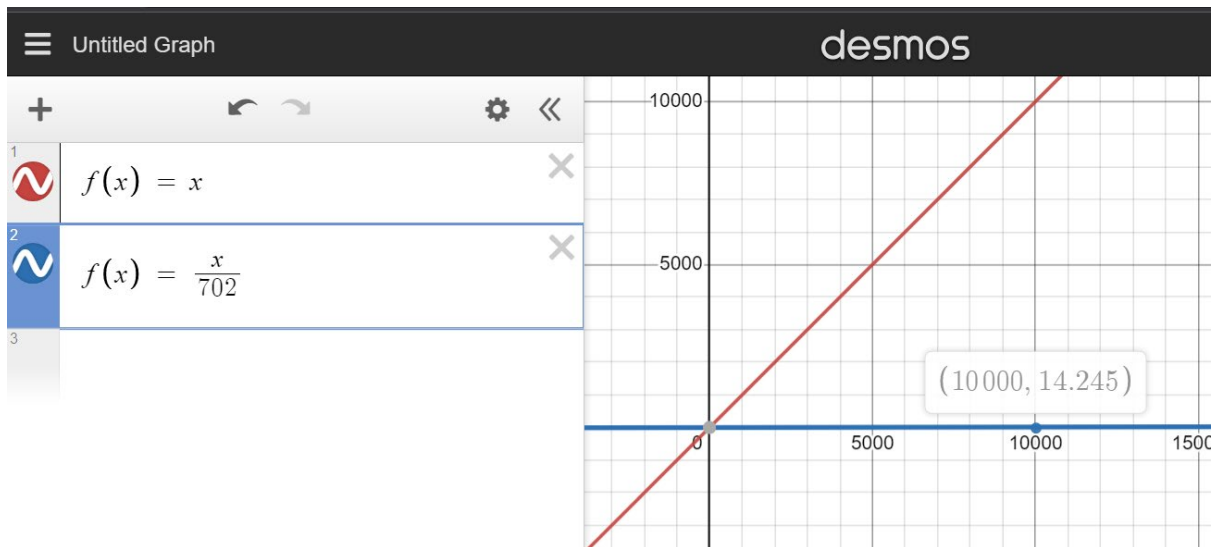 Untitled Graph
desmos
1
f(x) = x
2
f(x) = x/702
3
10000
5000
(10000, 14.245)
0
5000
10000
1500